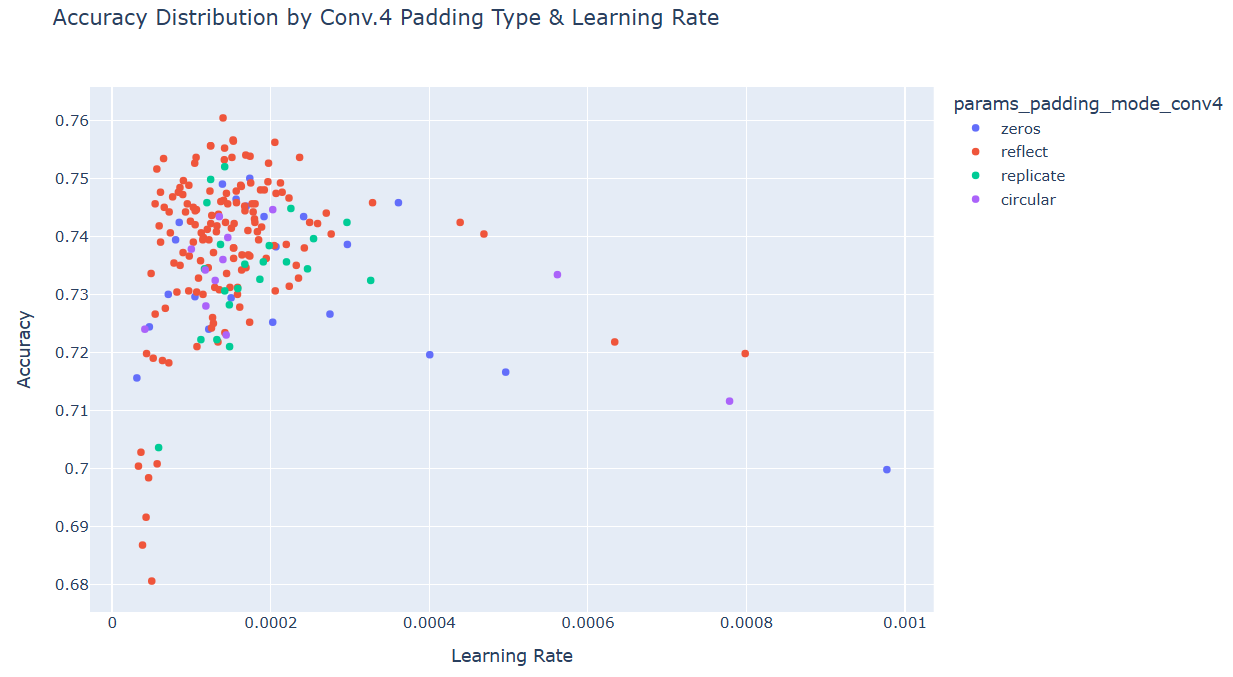 Accuracy Distribution by Conv.4 Padding Type & Learning Rate
params_padding_mode_conv4
zeros
reflect
replicate
circular
0.76
0.75
0.74
0.73
0.72
0.71
0.7
0.69
0.68
Accuracy
0 0.0002 0.0004 0.0006 0.0008 0.001
Learning Rate